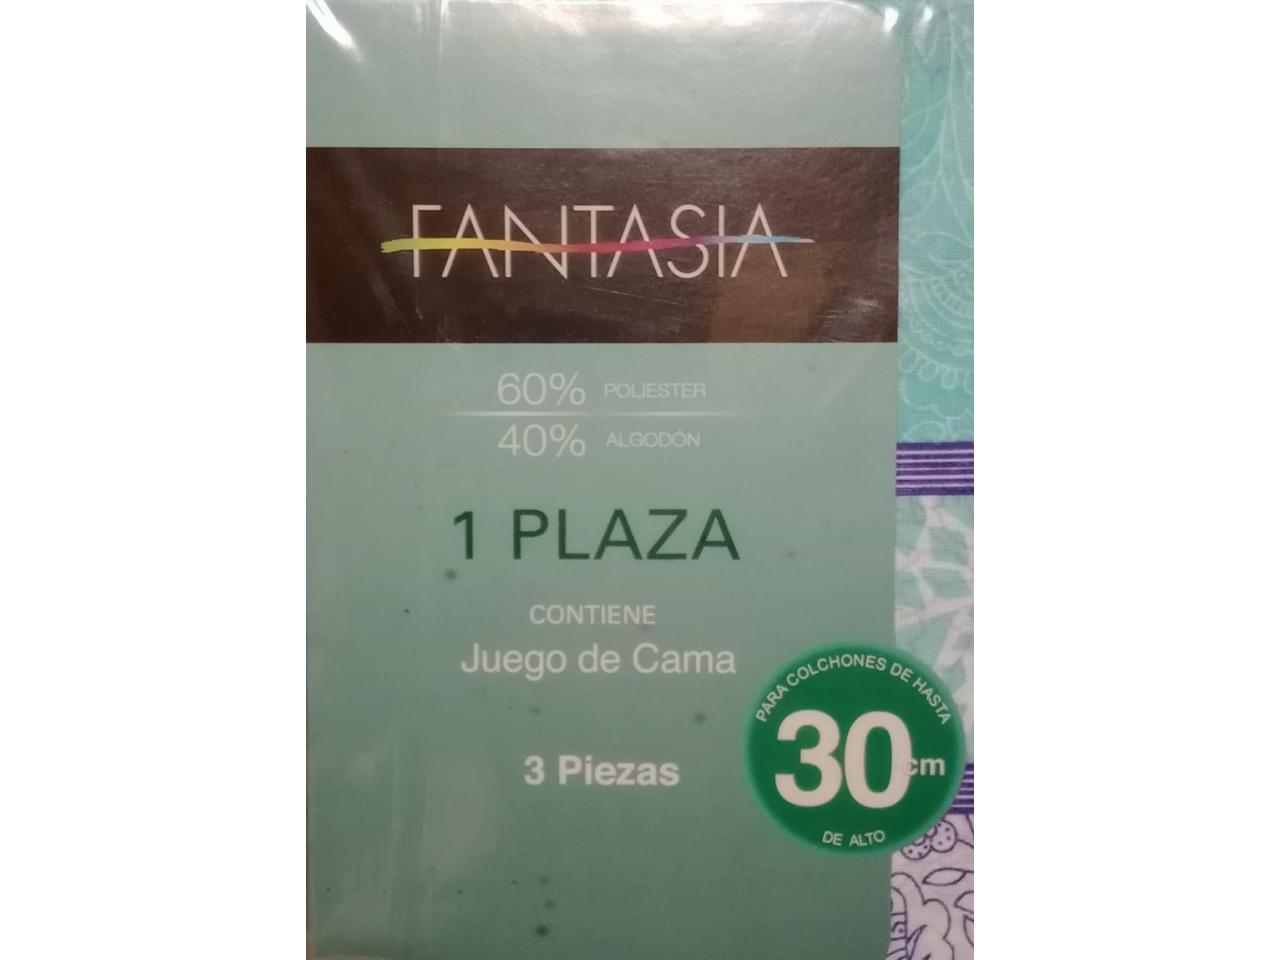 FANTASIA
60% POLIESTER
40% ALGODÓN
1 PLAZA
CONTIENE
Juego de Cama
3 Piezas
PARA COLCHONES DE HASTA
30cm
DE ALTO